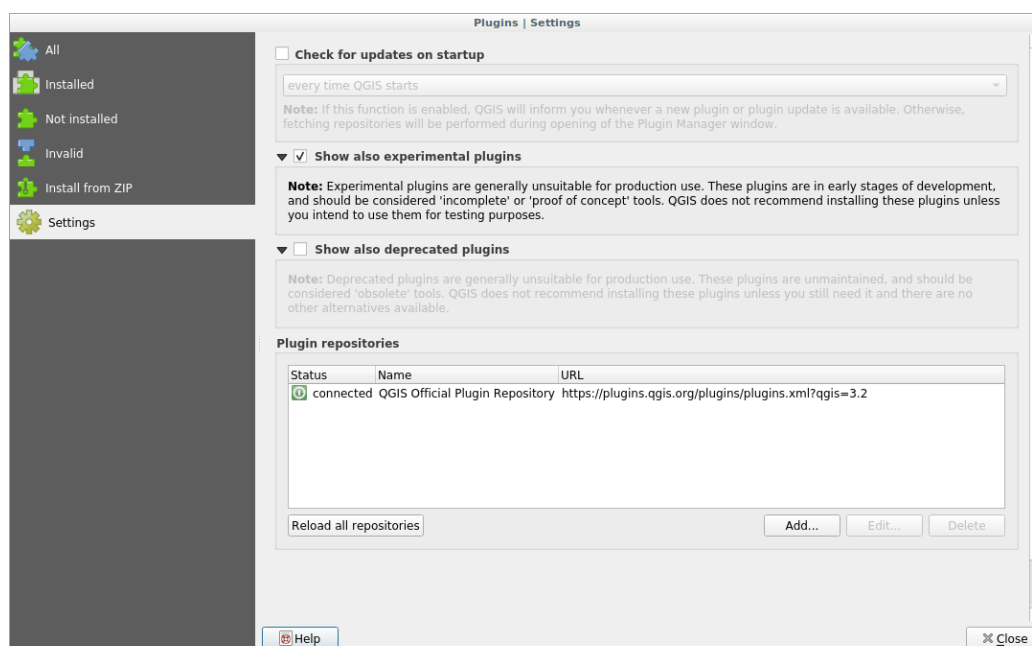 Plugins | Settings
All
Installed
Not installed
Invalid
Install from ZIP
Settings
Check for updates on startup
every time QGIS starts
Note: If this function is enabled, QGIS will inform you whenever a new plugin or plugin update is available. Otherwise,
fetching repositories will be performed during opening of the Plugin Manager window.
Show also experimental plugins
Note: Experimental plugins are generally unsuitable for production use. These plugins are in early stages of development,
and should be considered 'incomplete' or 'proof of concept' tools. QGIS does not recommend installing these plugins unless
you intend to use them for testing purposes.
Show also deprecated plugins
Note: Deprecated plugins are generally unsuitable for production use. These plugins are unmaintained, and should be
considered 'obsolete' tools. QGIS does not recommend installing these plugins unless you still need it and there are no
other alternatives available.
Plugin repositories
Status Name URL
connected QGIS Official Plugin Repository https://plugins.qgis.org/plugins/plugins.xml?qgis=3.2
Reload all repositories Add... Edit... Delete
Help Close